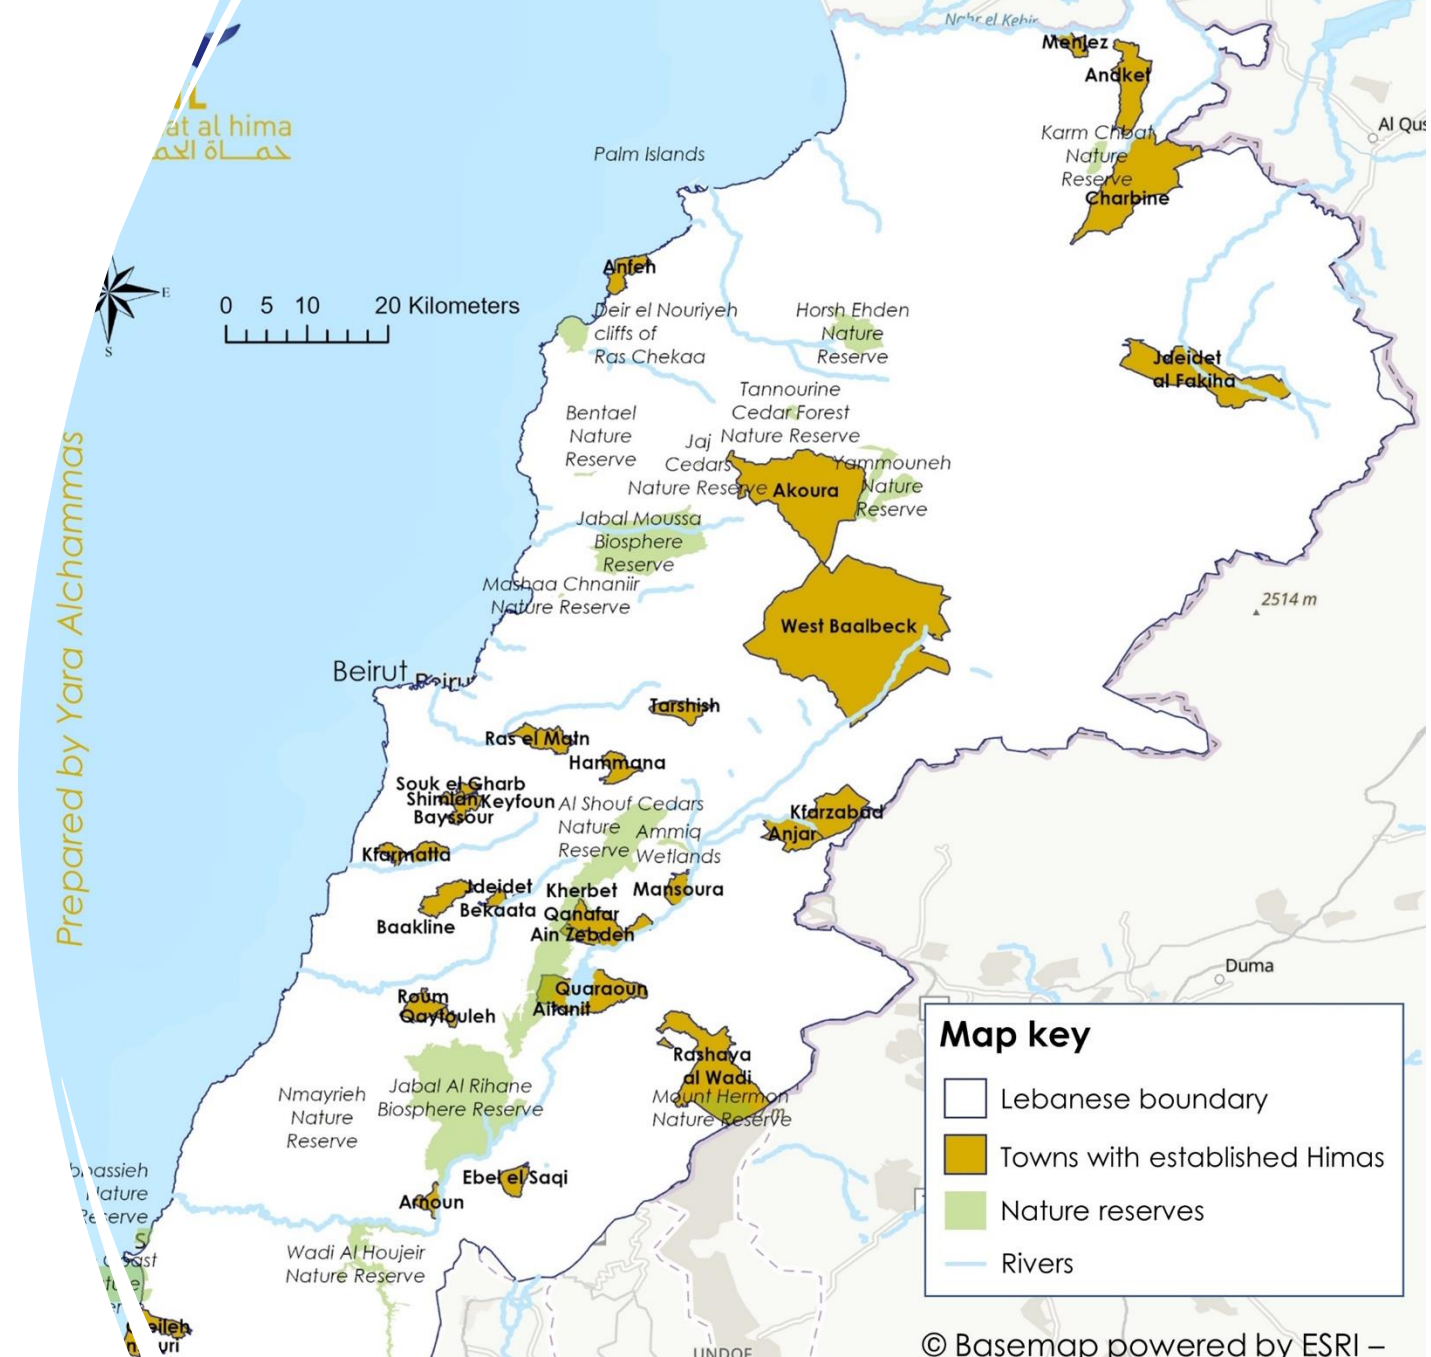 Nahr el Kebir
Menjez
Andket
Al Qus
at al hima
Karm Chbat
Nature
Reserve
Charbine
Palm Islands
Anfeh
E
S
0 5 10 20 Kilometers
Deir el Nouriyeh
cliffs of
Ras Chekaa
Horsh Ehden
Nature
Reserve
Jdeidet
al Fakiha
Tannourine
Cedar Forest
Nature Reserve
Bentael
Nature
Reserve
Jaj
Cedars
Nature Reserve
Yammouneh
Nature
Reserve
Akoura
Jabal Moussa
Biosphere
Reserve
Mashaa Chnaniir
Nature Reserve
2514 m
West Baalbeck
Beirut
Prepared by Yara Alchammas
Tarshish
Ras el Matn
Hammana
Souk el Gharb
Shimlan
Keyfoun
Bayssour
Al Shouf Cedars
Nature
Reserve
Ammiq
Wetlands
Kfarzabad
Anjar
Kfarmatta
Jdeidet
Bekaata
Baakline
Kherbet
Qanafar
Mansoura
Ain Zebdeh
Duma
Quaraoun
Aitanit
Roum
Qaytouleh
Rashaya
al Wadi
Mount Hermon
Nature Reserve
Nmayrieh
Nature
Reserve
Jabal Al Rihane
Biosphere Reserve
Ebel el Saqi
Arnoun
Nature
Reserve
Wadi Al Houjeir
Nature Reserve
Map key
Lebanese boundary
Towns with established Himas
Nature reserves
Rivers
UNDOF
© Basemap powered by ESRI –